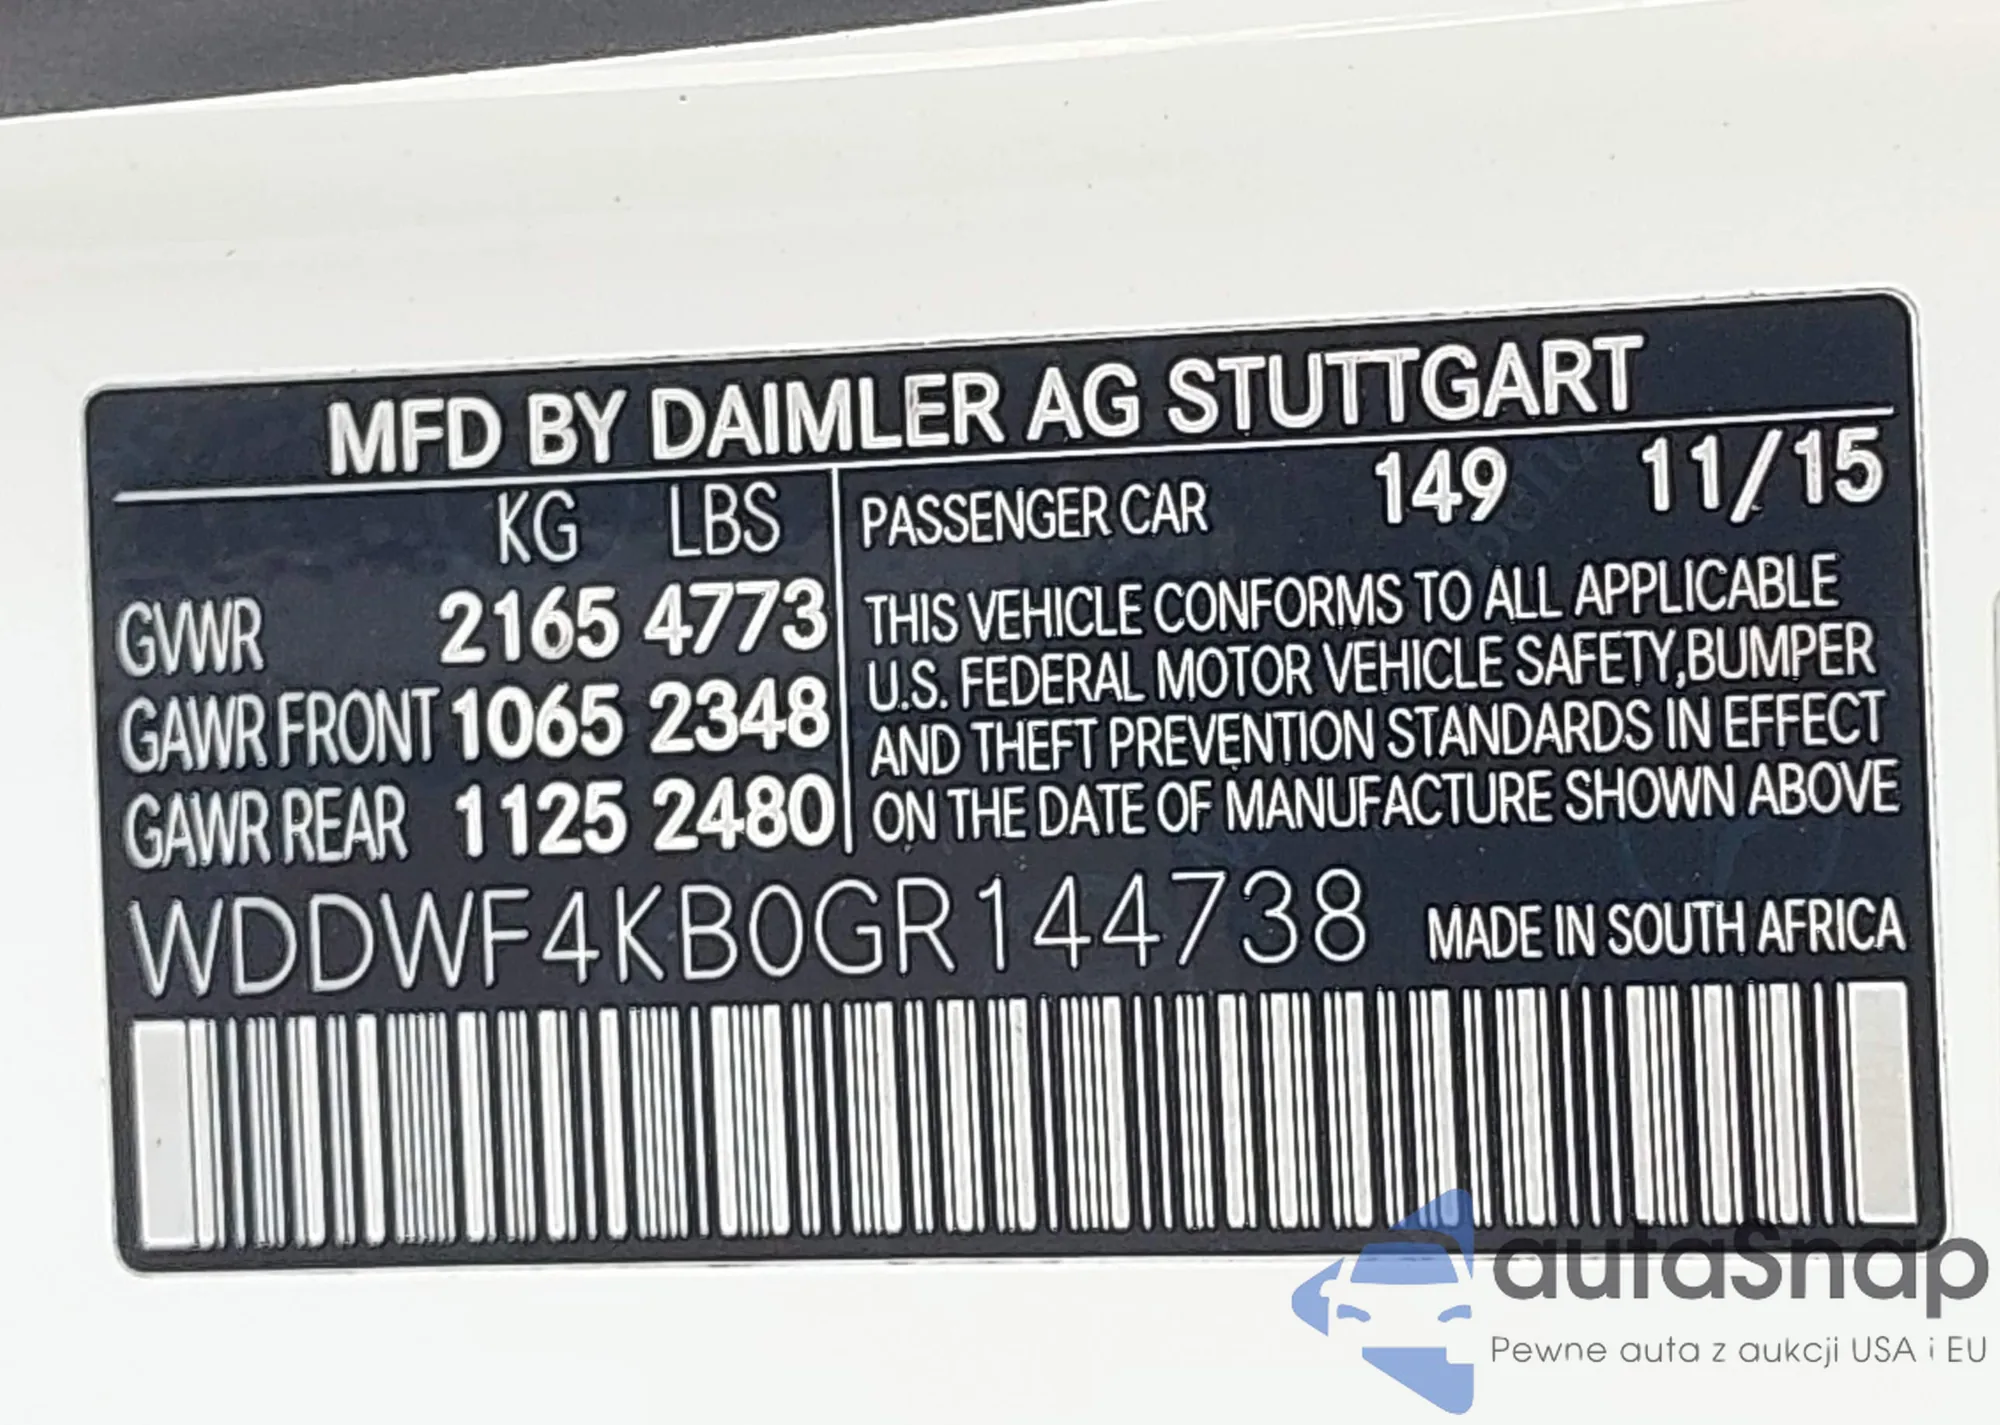 MFD BY DAIMLER AG STUTTGART
KG LBS
GVWR 2165 4773
GAWR FRONT 1065 2348
GAWR REAR 1125 2480
PASSENGER CAR 149 11/15
THIS VEHICLE CONFORMS TO ALL APPLICABLE
U.S. FEDERAL MOTOR VEHICLE SAFETY,BUMPER
AND THEFT PREVENTION STANDARDS IN EFFECT
ON THE DATE OF MANUFACTURE SHOWN ABOVE
WDDWF4KB0GR144738 MADE IN SOUTH AFRICA
autaSnap
Pewne auta z aukcji USA i EU